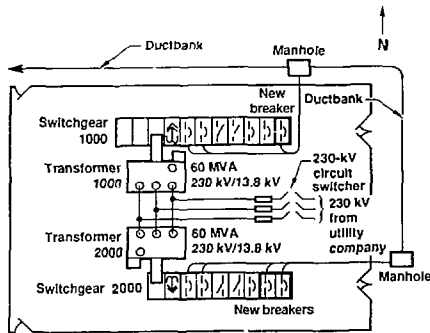 Ductbank
Manhole
N
New
breaker
Ductbank
Switchgear
1000
Transformer
1000
60 MVA
230 kV/13.8 kV
230-kV
circuit
switcher
230 kV
from
utility
company
Transformer
2000
60 MVA
230 kV/13.8 kV
Manhole
Switchgear 2000
New breakers